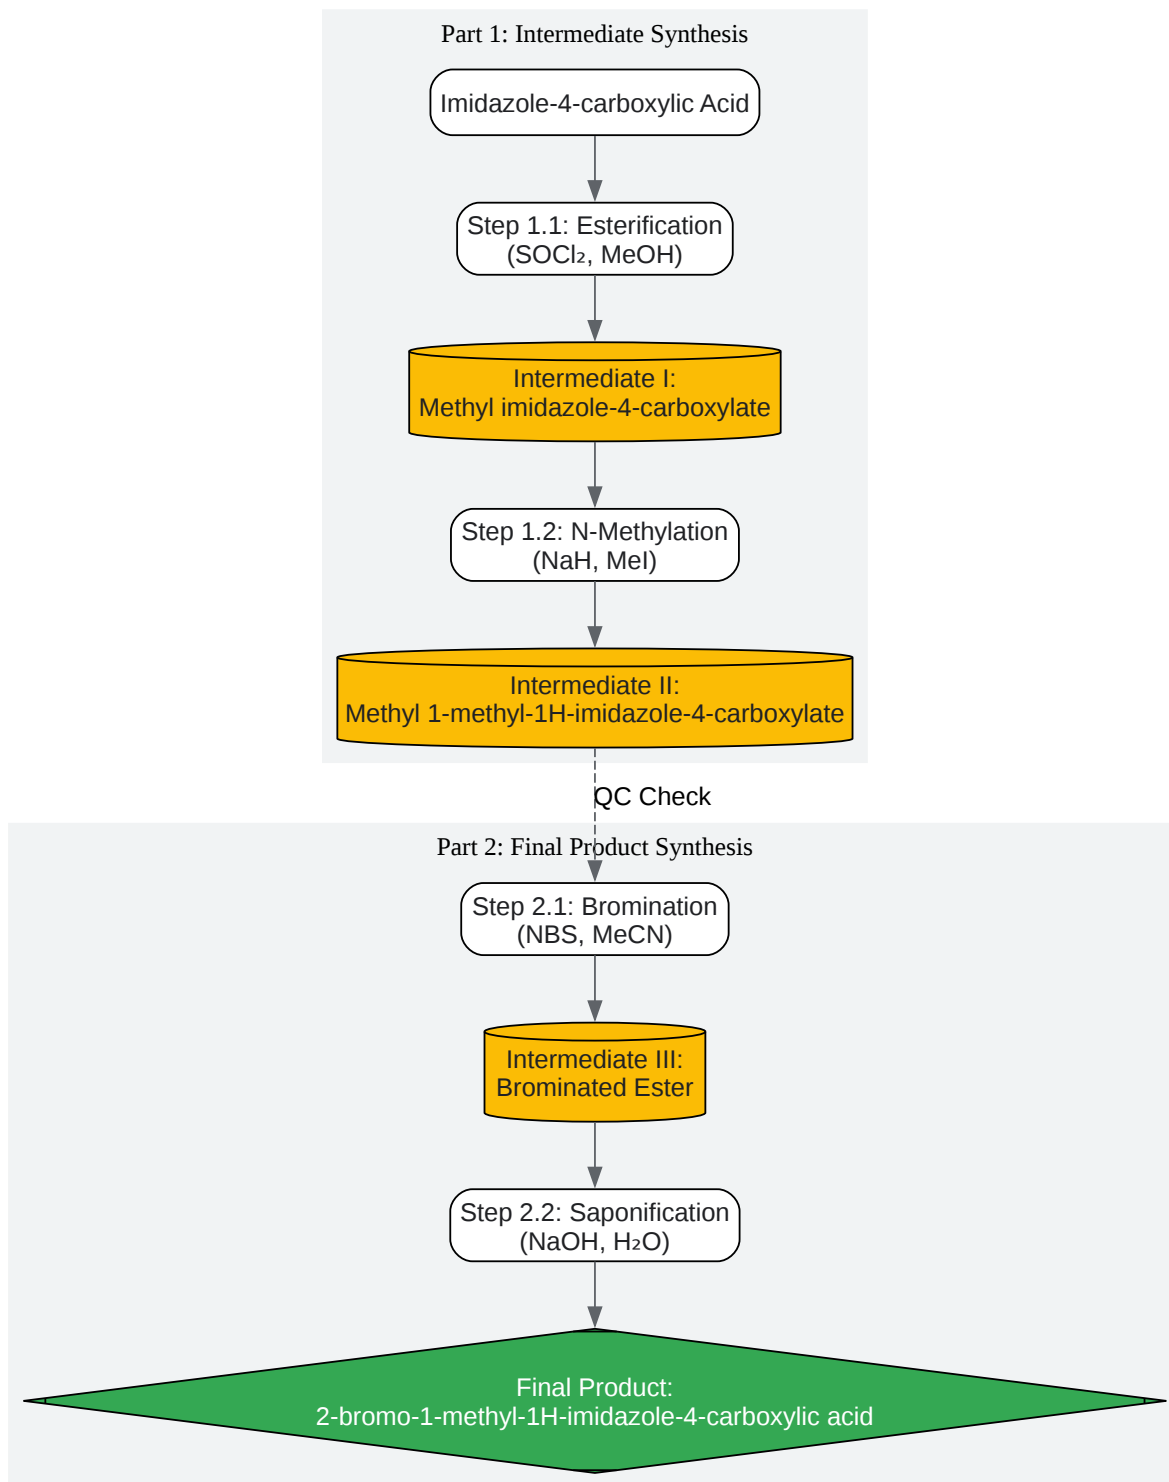 Part 1: Intermediate Synthesis
Imidazole-4-carboxylic Acid
Step 1.1: Esterification
(SOCl₂, MeOH)
Intermediate I:
Methyl imidazole-4-carboxylate
Step 1.2: N-Methylation
(NaH, MeI)
Intermediate II:
Methyl 1-methyl-1H-imidazole-4-carboxylate
QC Check
Part 2: Final Product Synthesis
Step 2.1: Bromination
(NBS, MeCN)
Intermediate III:
Brominated Ester
Step 2.2: Saponification
(NaOH, H₂O)
Final Product:
2-bromo-1-methyl-1H-imidazole-4-carboxylic acid